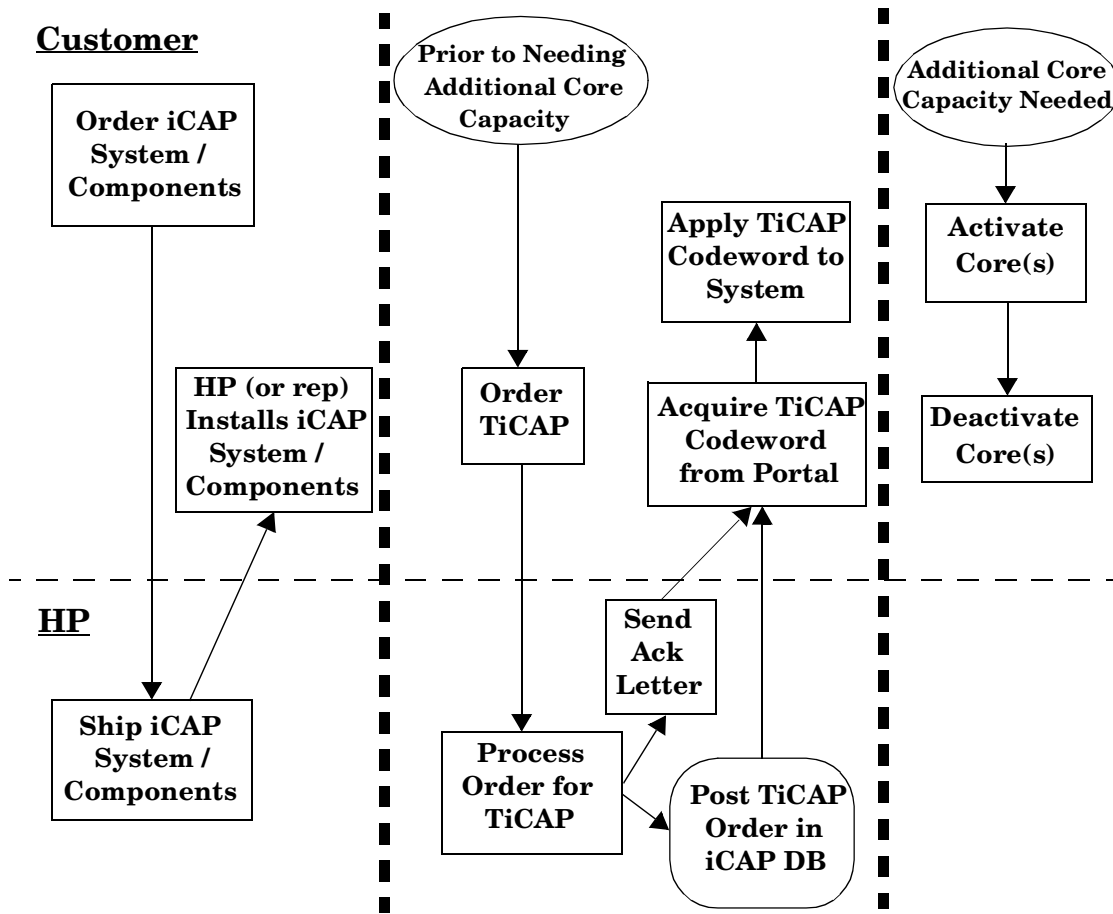 Customer
Order iCAP
System /
Components
HP (or rep)
Installs iCAP
System /
Components
HP
Ship iCAP
System /
Components
Prior to Needing
Additional Core
Capacity
Order
TiCAP
Process
Order for
TiCAP
Send
Ack
Letter
Post TiCAP
Order in
iCAP DB
Acquire TiCAP
Codeword
from Portal
Apply TiCAP
Codeword to
System
Additional Core
Capacity Needed
Activate
Core(s)
Deactivate
Core(s)